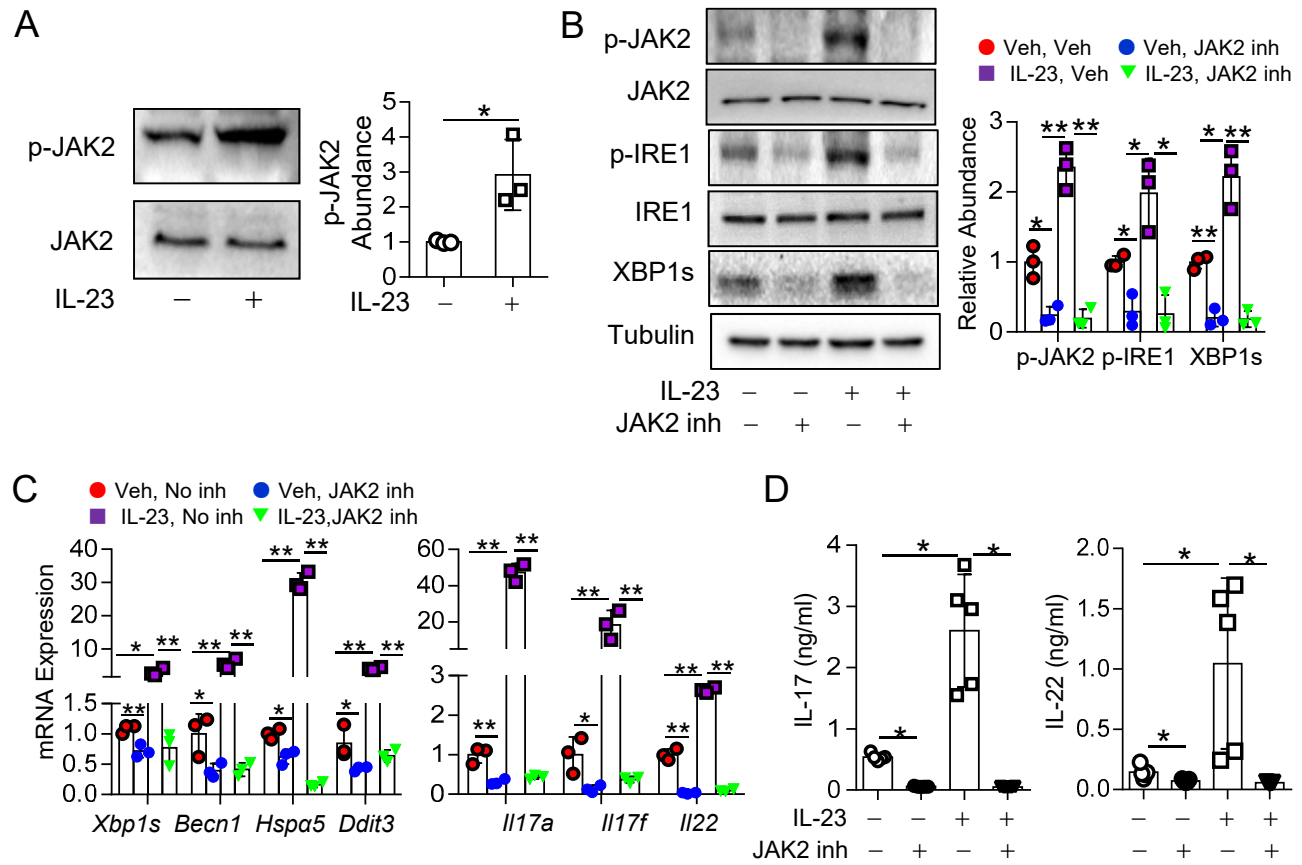 A
p-JAK2
JAK2
IL-23 − +
p-JAK2
Abundance
5
4
3
2
1
0
*
IL-23 − +
B
p-JAK2
JAK2
p-IRE1
IRE1
XBP1s
Tubulin
IL-23 − − + +
JAK2 inh − + − +
Veh, Veh Veh, JAK2 inh
IL-23, Veh IL-23, JAK2 inh
Relative Abundance
3
2
1
0
** ** * * * **
* * **
p-JAK2 p-IRE1 XBP1s
C
Veh, No inh Veh, JAK2 inh
IL-23, No inh IL-23,JAK2 inh
mRNA Expression
40
30
20
10
1.5
1.0
0.5
0.0
* ** ** ** ** ** ** **
** * * *
Xbp1s Becn1 Hspα5 Ddit3
60
40
20
3
2
1
0
** ** ** ** ** **
** * **
Il17a Il17f Il22
D
IL-17 (ng/ml)
4
3
2
1
0
* * *
IL-23 − − + +
JAK2 inh − + − +
IL-22 (ng/ml)
2.0
1.5
1.0
0.5
0.0
* * *
− − + +
− + − +